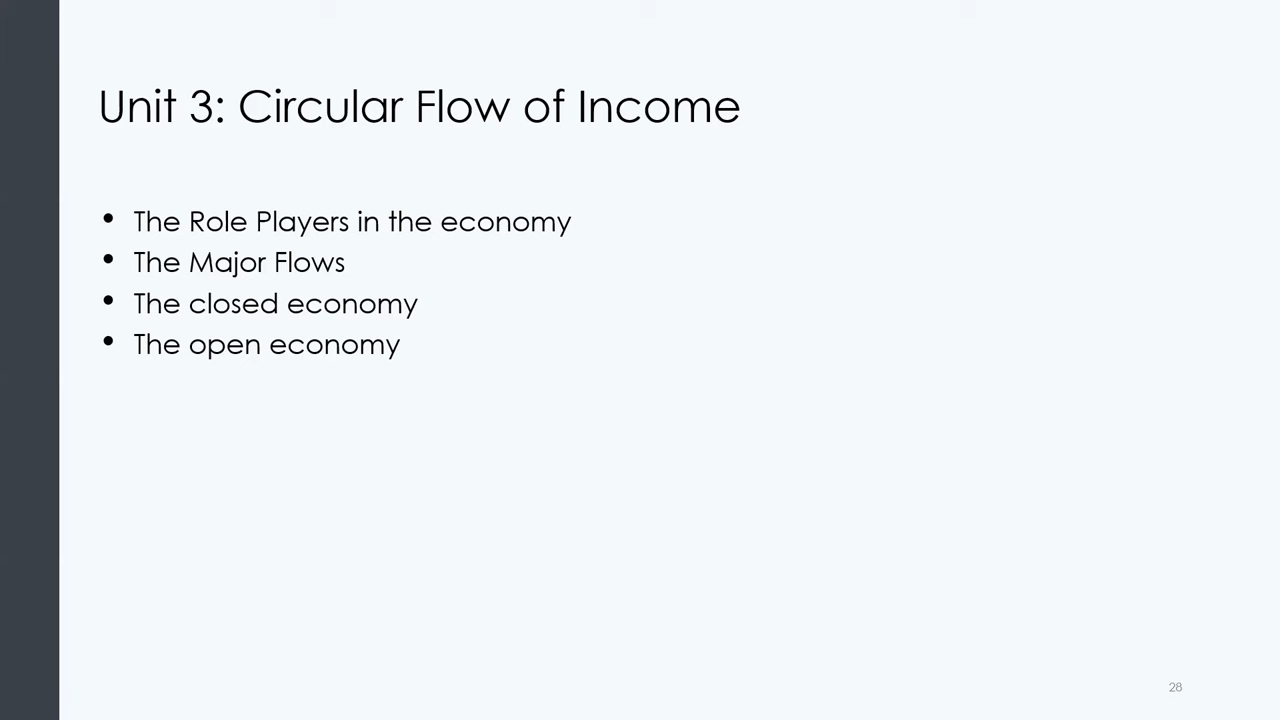 Unit 3: Circular Flow of Income
• The Role Players in the economy
• The Major Flows
• The closed economy
• The open economy
28